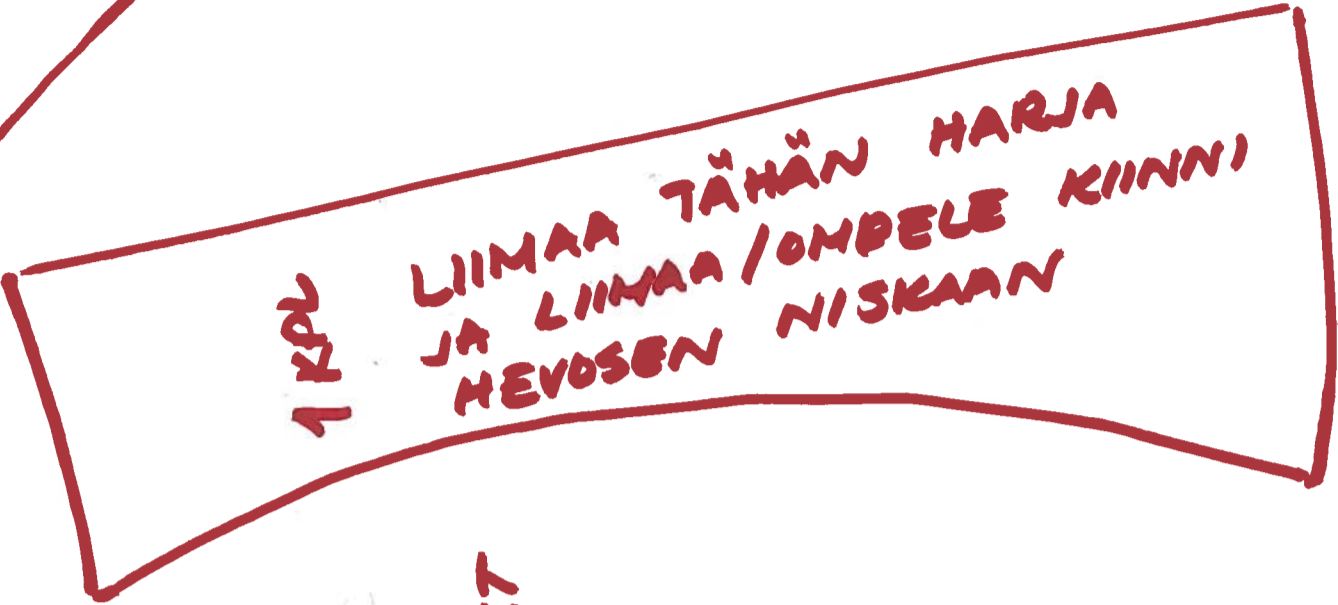 1 KPL
LIIMAA TÄHÄN HARJA
JA LIIMAA/OMPELE KIINNI
HEVOSEN NISKAAN